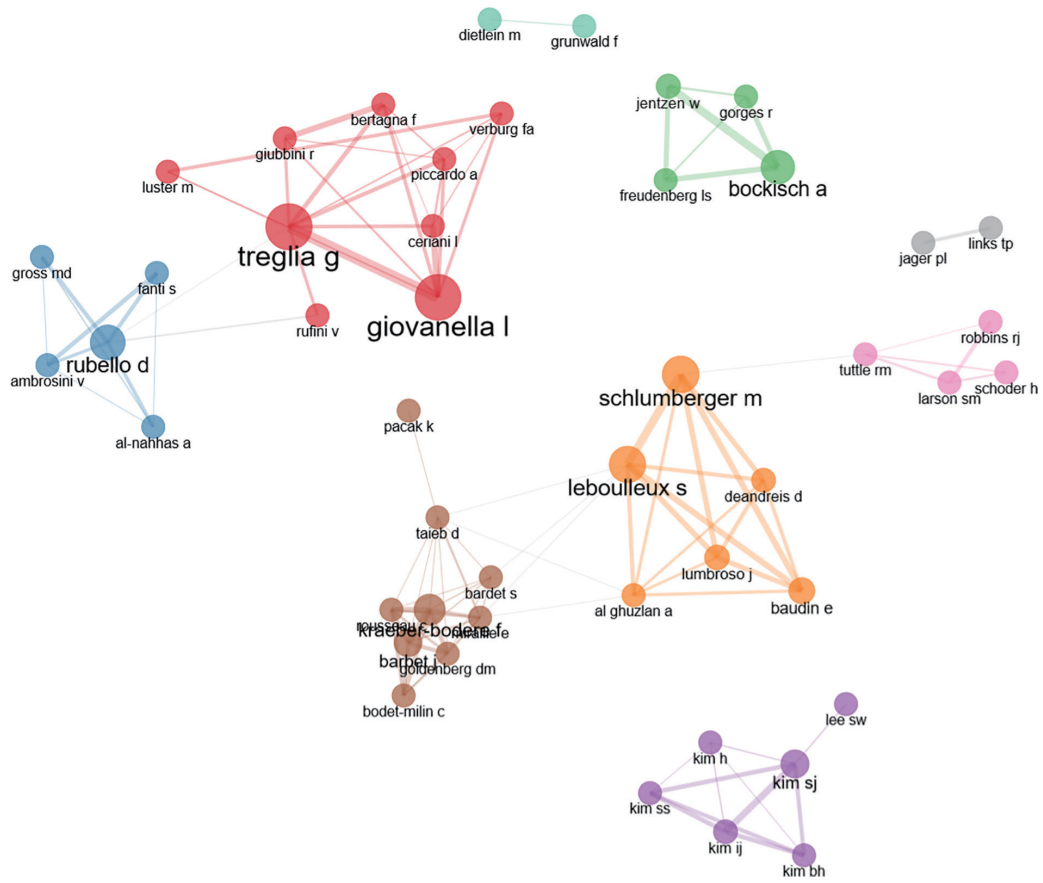 dietlein m
grunwald f
jentzen w
gorges r
bertagna f
verburg fa
giubbini r
piccardo a
luster m
freudenberg ls
bockisch a
treglia g
ceriani l
links tp
jager pl
gross md
fanti s
giovanella l
rufini v
rubello d
ambrosini v
robbins rj
tuttle rm
schoder h
larson sm
schlumberger m
al-nahhas a
pacak k
leboulleux s
deandreis d
taieb d
lumbroso j
bardet s
al ghuzlan a
baudin e
rousseau c
kraeber-bodere f
mirallie e
barbet j
goldenberg dm
bodet-milin c
lee sw
kim h
kim sj
kim ss
kim ij
kim bh